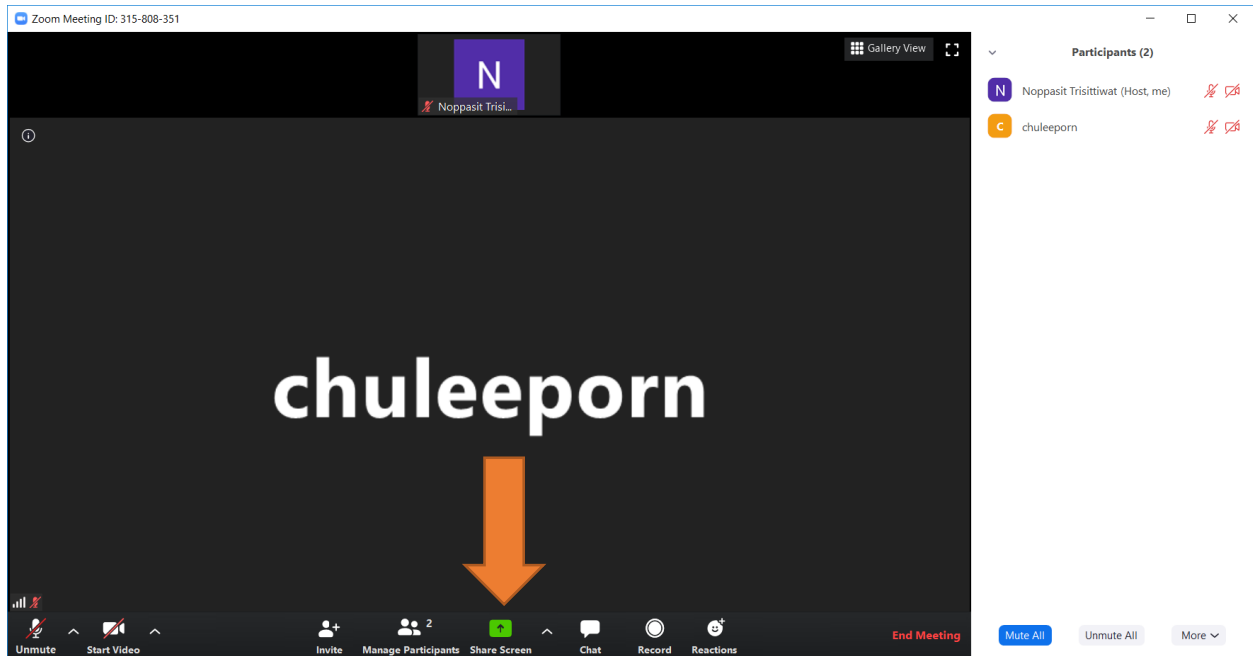 Zoom Meeting ID: 315-808-351
N
Noppasit Trisi...
Gallery View
chuleeporn
Unmute
Start Video
Invite
Manage Participants
2
Share Screen
Chat
Record
Reactions
End Meeting
Participants (2)
N Noppasit Trisittiwat (Host, me)
C chuleeporn
Mute All
Unmute All
More